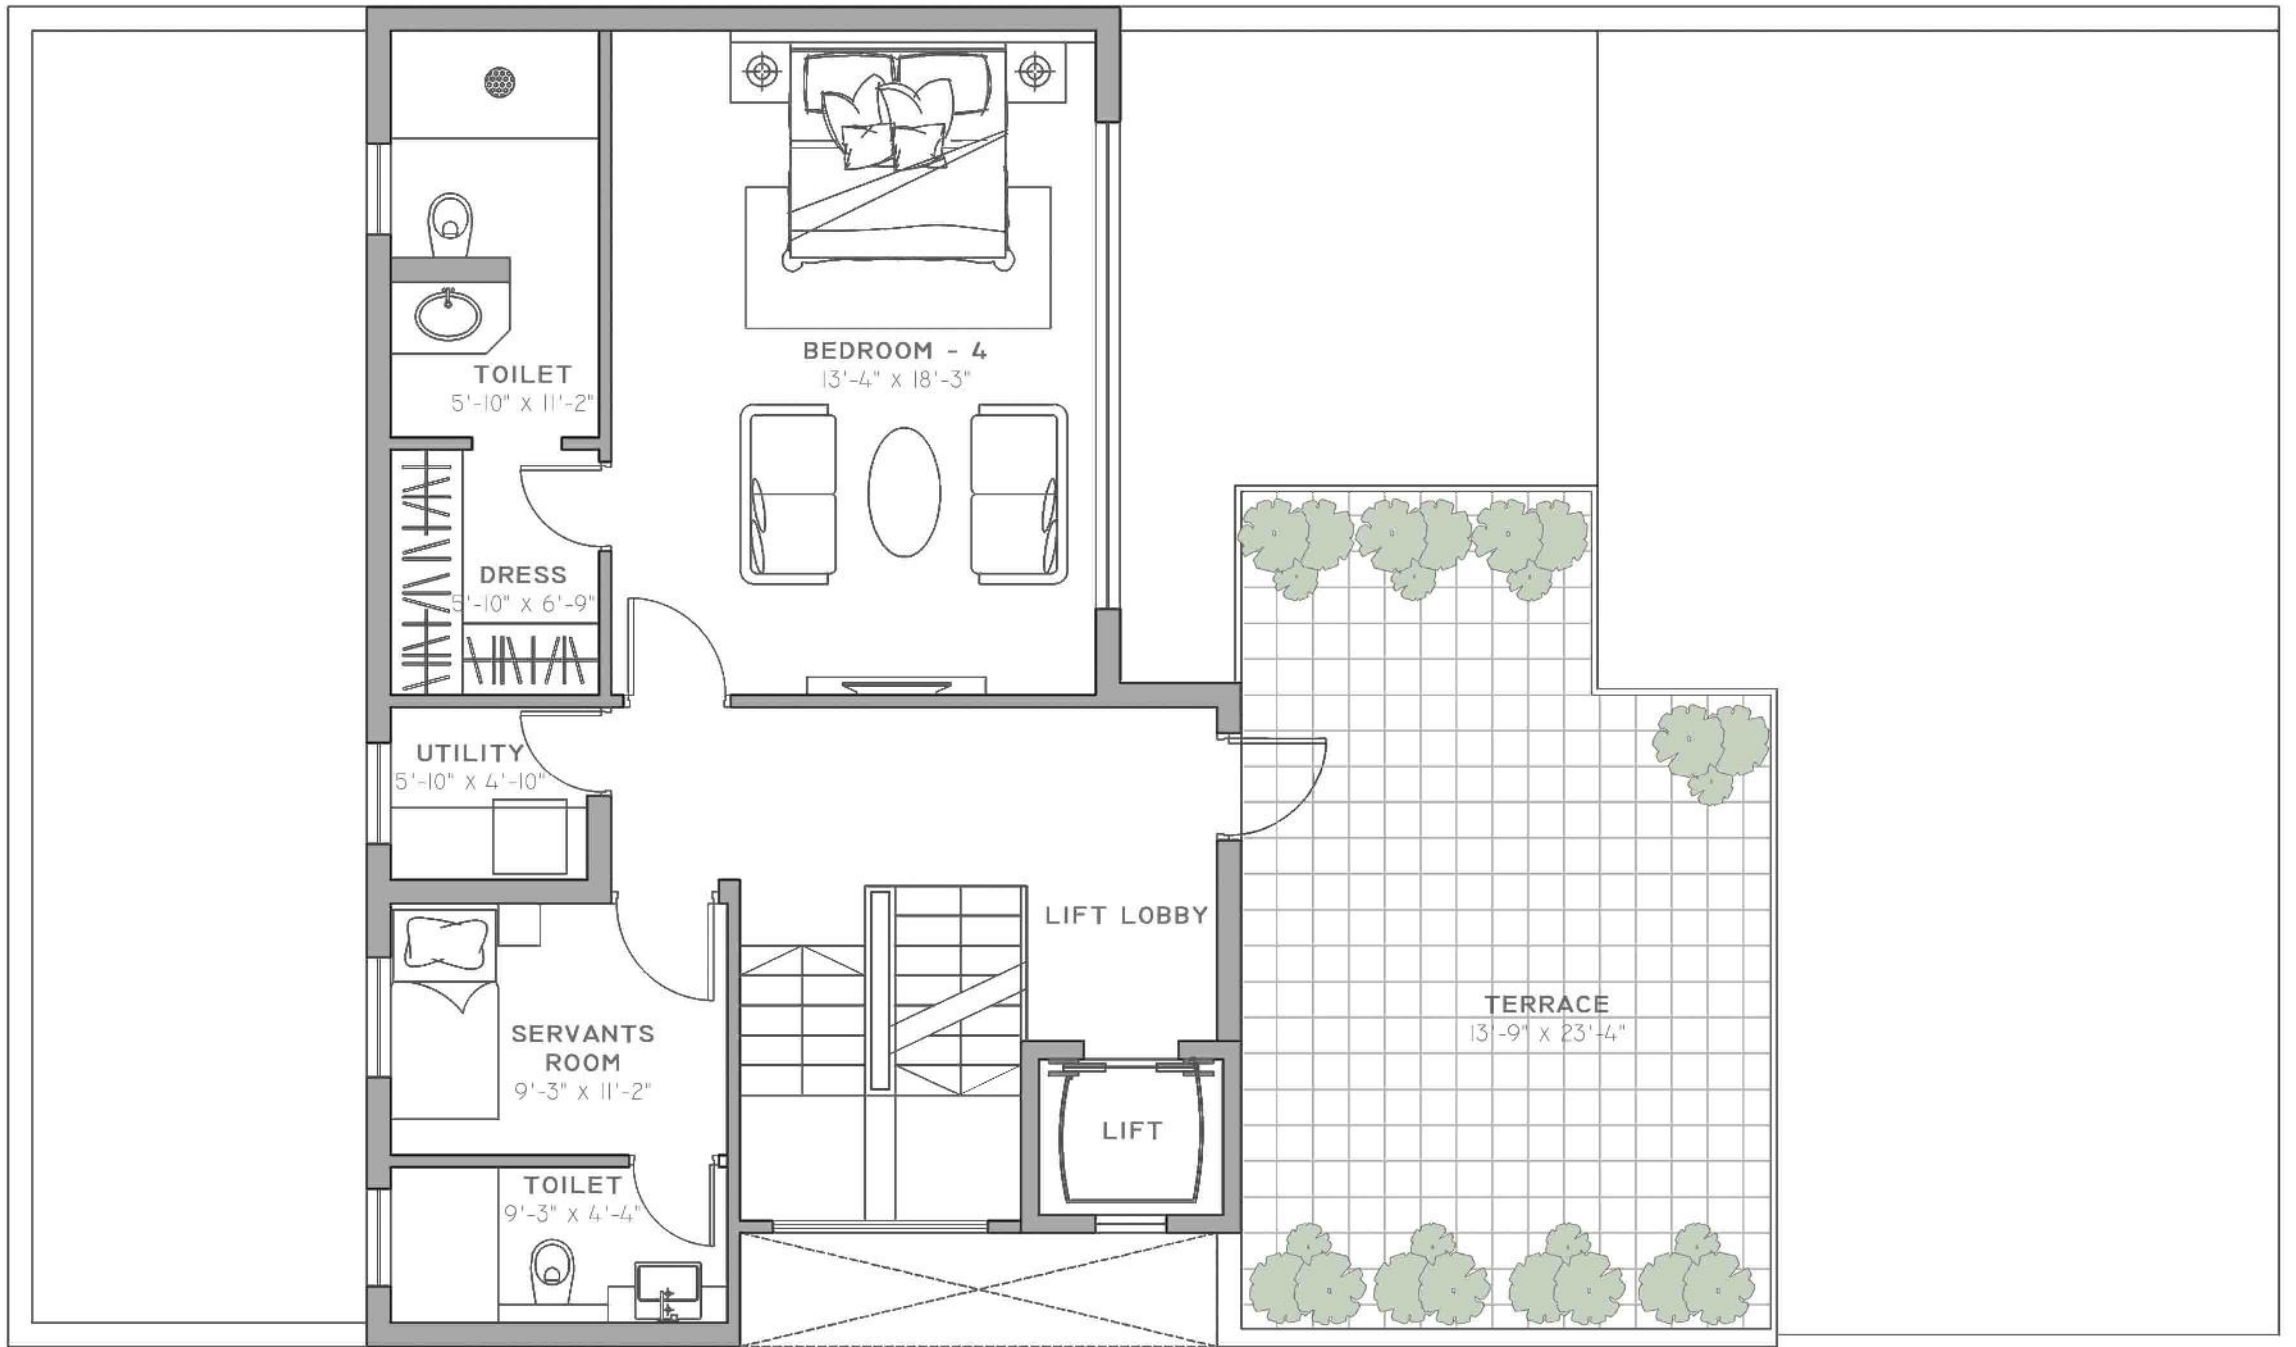 BEDROOM - 4
13'-4" X 18'-3"
TOILET
5'-10" X 11'-2"
DRESS
5'-10" X 6'-9"
UTILITY
5'-10" X 4'-10"
LIFT LOBBY
TERRACE
13'-9" X 23'-4"
SERVANTS
ROOM
9'-3" X 11'-2"
LIFT
TOILET
9'-3" X 4'-4"